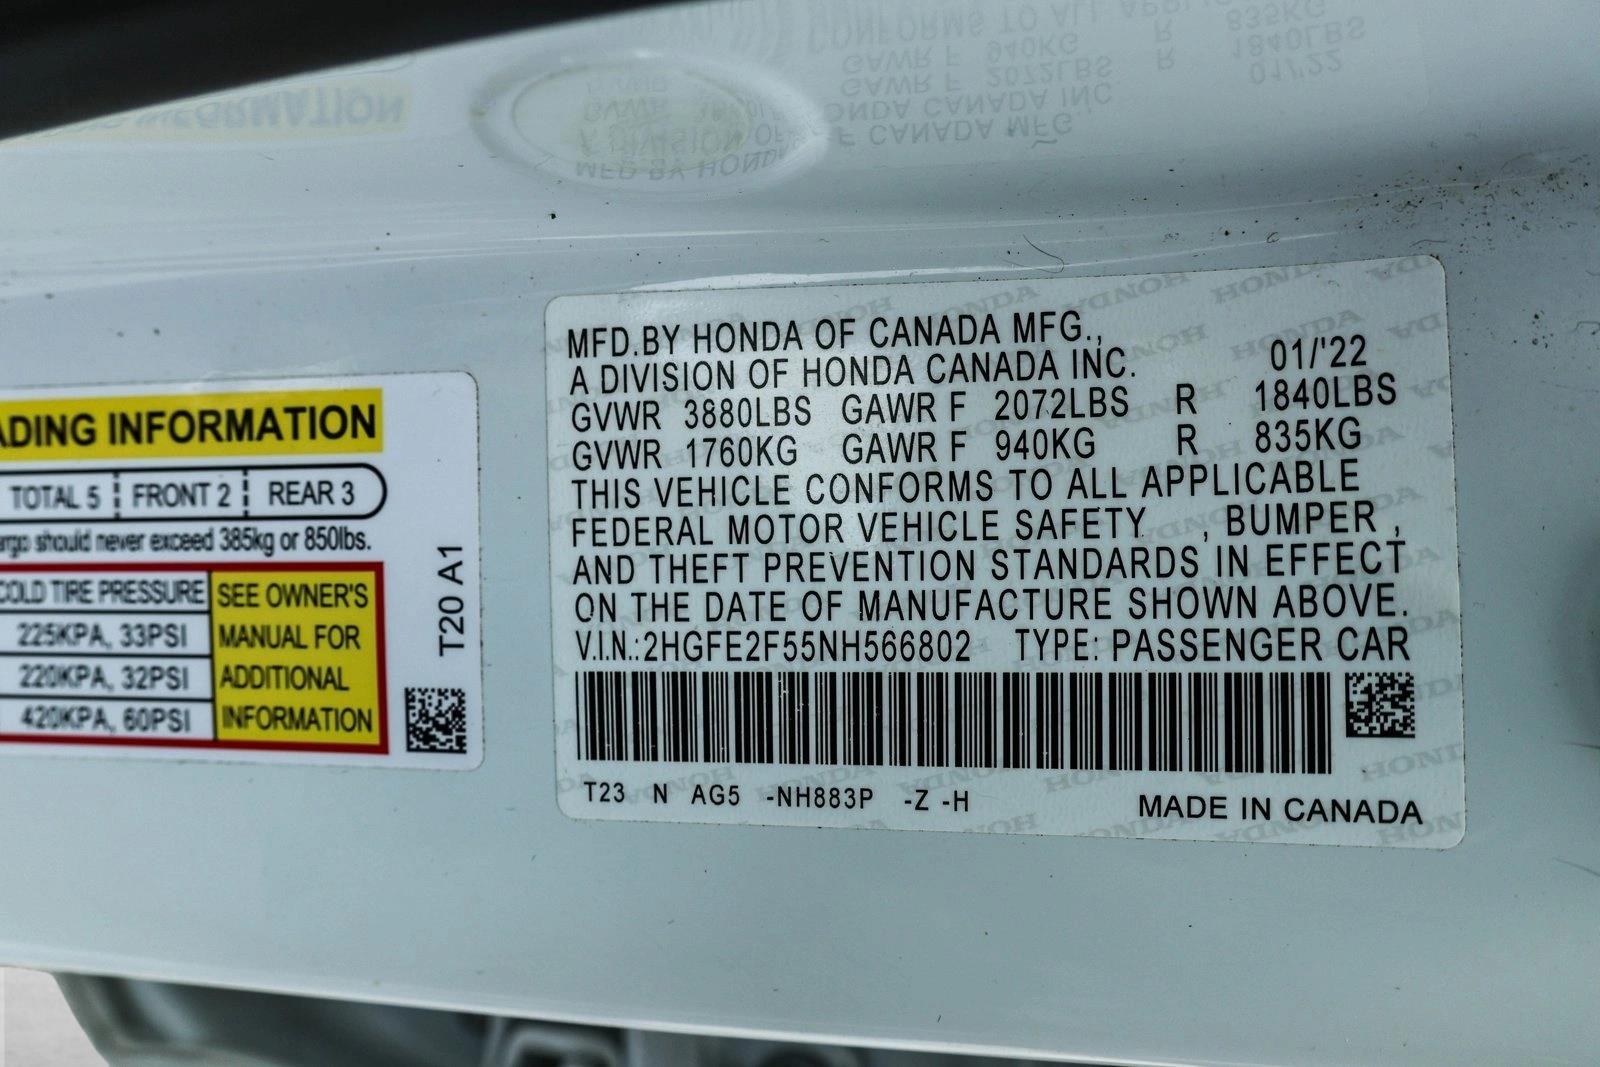 ADING INFORMATION
TOTAL 5 FRONT 2 REAR 3
argo should never exceed 385kg or 850lbs.
COLD TIRE PRESSURE
225KPA, 33PSI
220KPA, 32PSI
420KPA, 60PSI
SEE OWNER'S
MANUAL FOR
ADDITIONAL
INFORMATION
T20 A1
MFD.BY HONDA OF CANADA MFG.,
A DIVISION OF HONDA CANADA INC. 01/'22
GVWR 3880LBS GAWR F 2072LBS R 1840LBS
GVWR 1760KG GAWR F 940KG R 835KG
THIS VEHICLE CONFORMS TO ALL APPLICABLE
FEDERAL MOTOR VEHICLE SAFETY , BUMPER ,
AND THEFT PREVENTION STANDARDS IN EFFECT
ON THE DATE OF MANUFACTURE SHOWN ABOVE.
V.I.N.:2HGFE2F55NH566802 TYPE: PASSENGER CAR
T23 N AG5 -NH883P -Z -H MADE IN CANADA